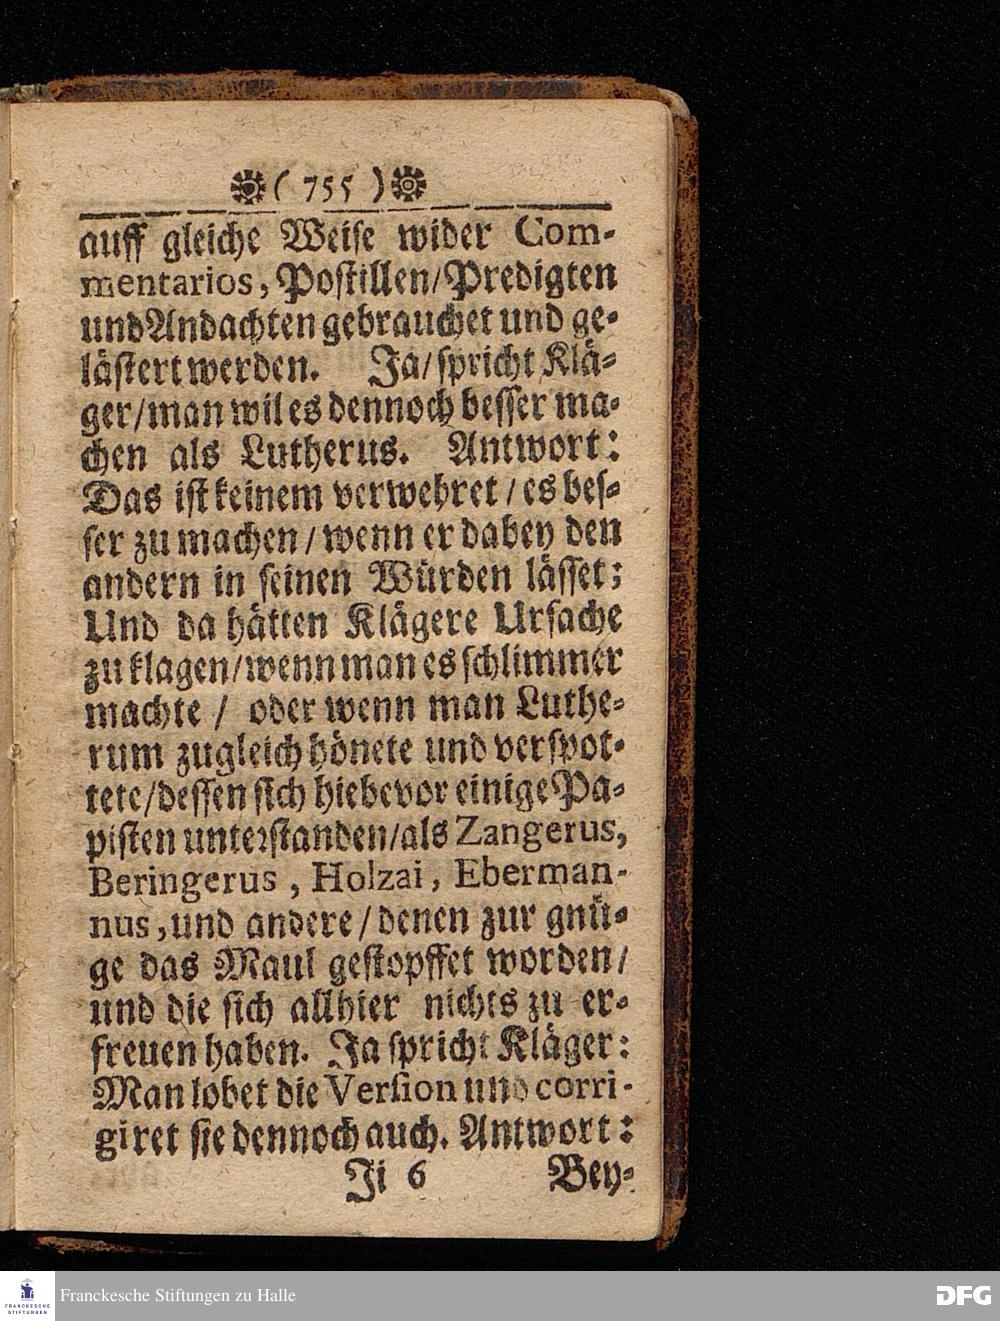 ( 755 )
auff gleiche Weise wider Com-
mentarios, Postillen/Predigten
und Andachten gebrauchet und ge-
lästert werden. Ja/ spricht Klä-
ger/man wil es dennoch besser ma-
chen als Lutherus. Antwort:
Das ist keinem verwehret / es bes-
ser zu machen / wenn er dabey den
andern in seinen Würden lässet;
Und da hätten Klägere Ursache
zu klagen/wenn man es schlimmer
machte / oder wenn man Luthe-
rum zugleich hönete und verspot-
tete/dessen sich hiebevor einige Pa-
pisten unterstanden/als Zangerus,
Beringerus, Holzai, Eberman-
nus, und andere / denen zur gnü-
ge das Maul gestopffet worden/
und die sich allhier nichts zu er-
freuen haben. Ja spricht Kläger:
Man lobet die Version und corri-
giret sie dennoch auch. Antwort:
Ji 6 Bey-
FRANCKESCHE
STIFTUNGEN
Franckesche Stiftungen zu Halle
DFG